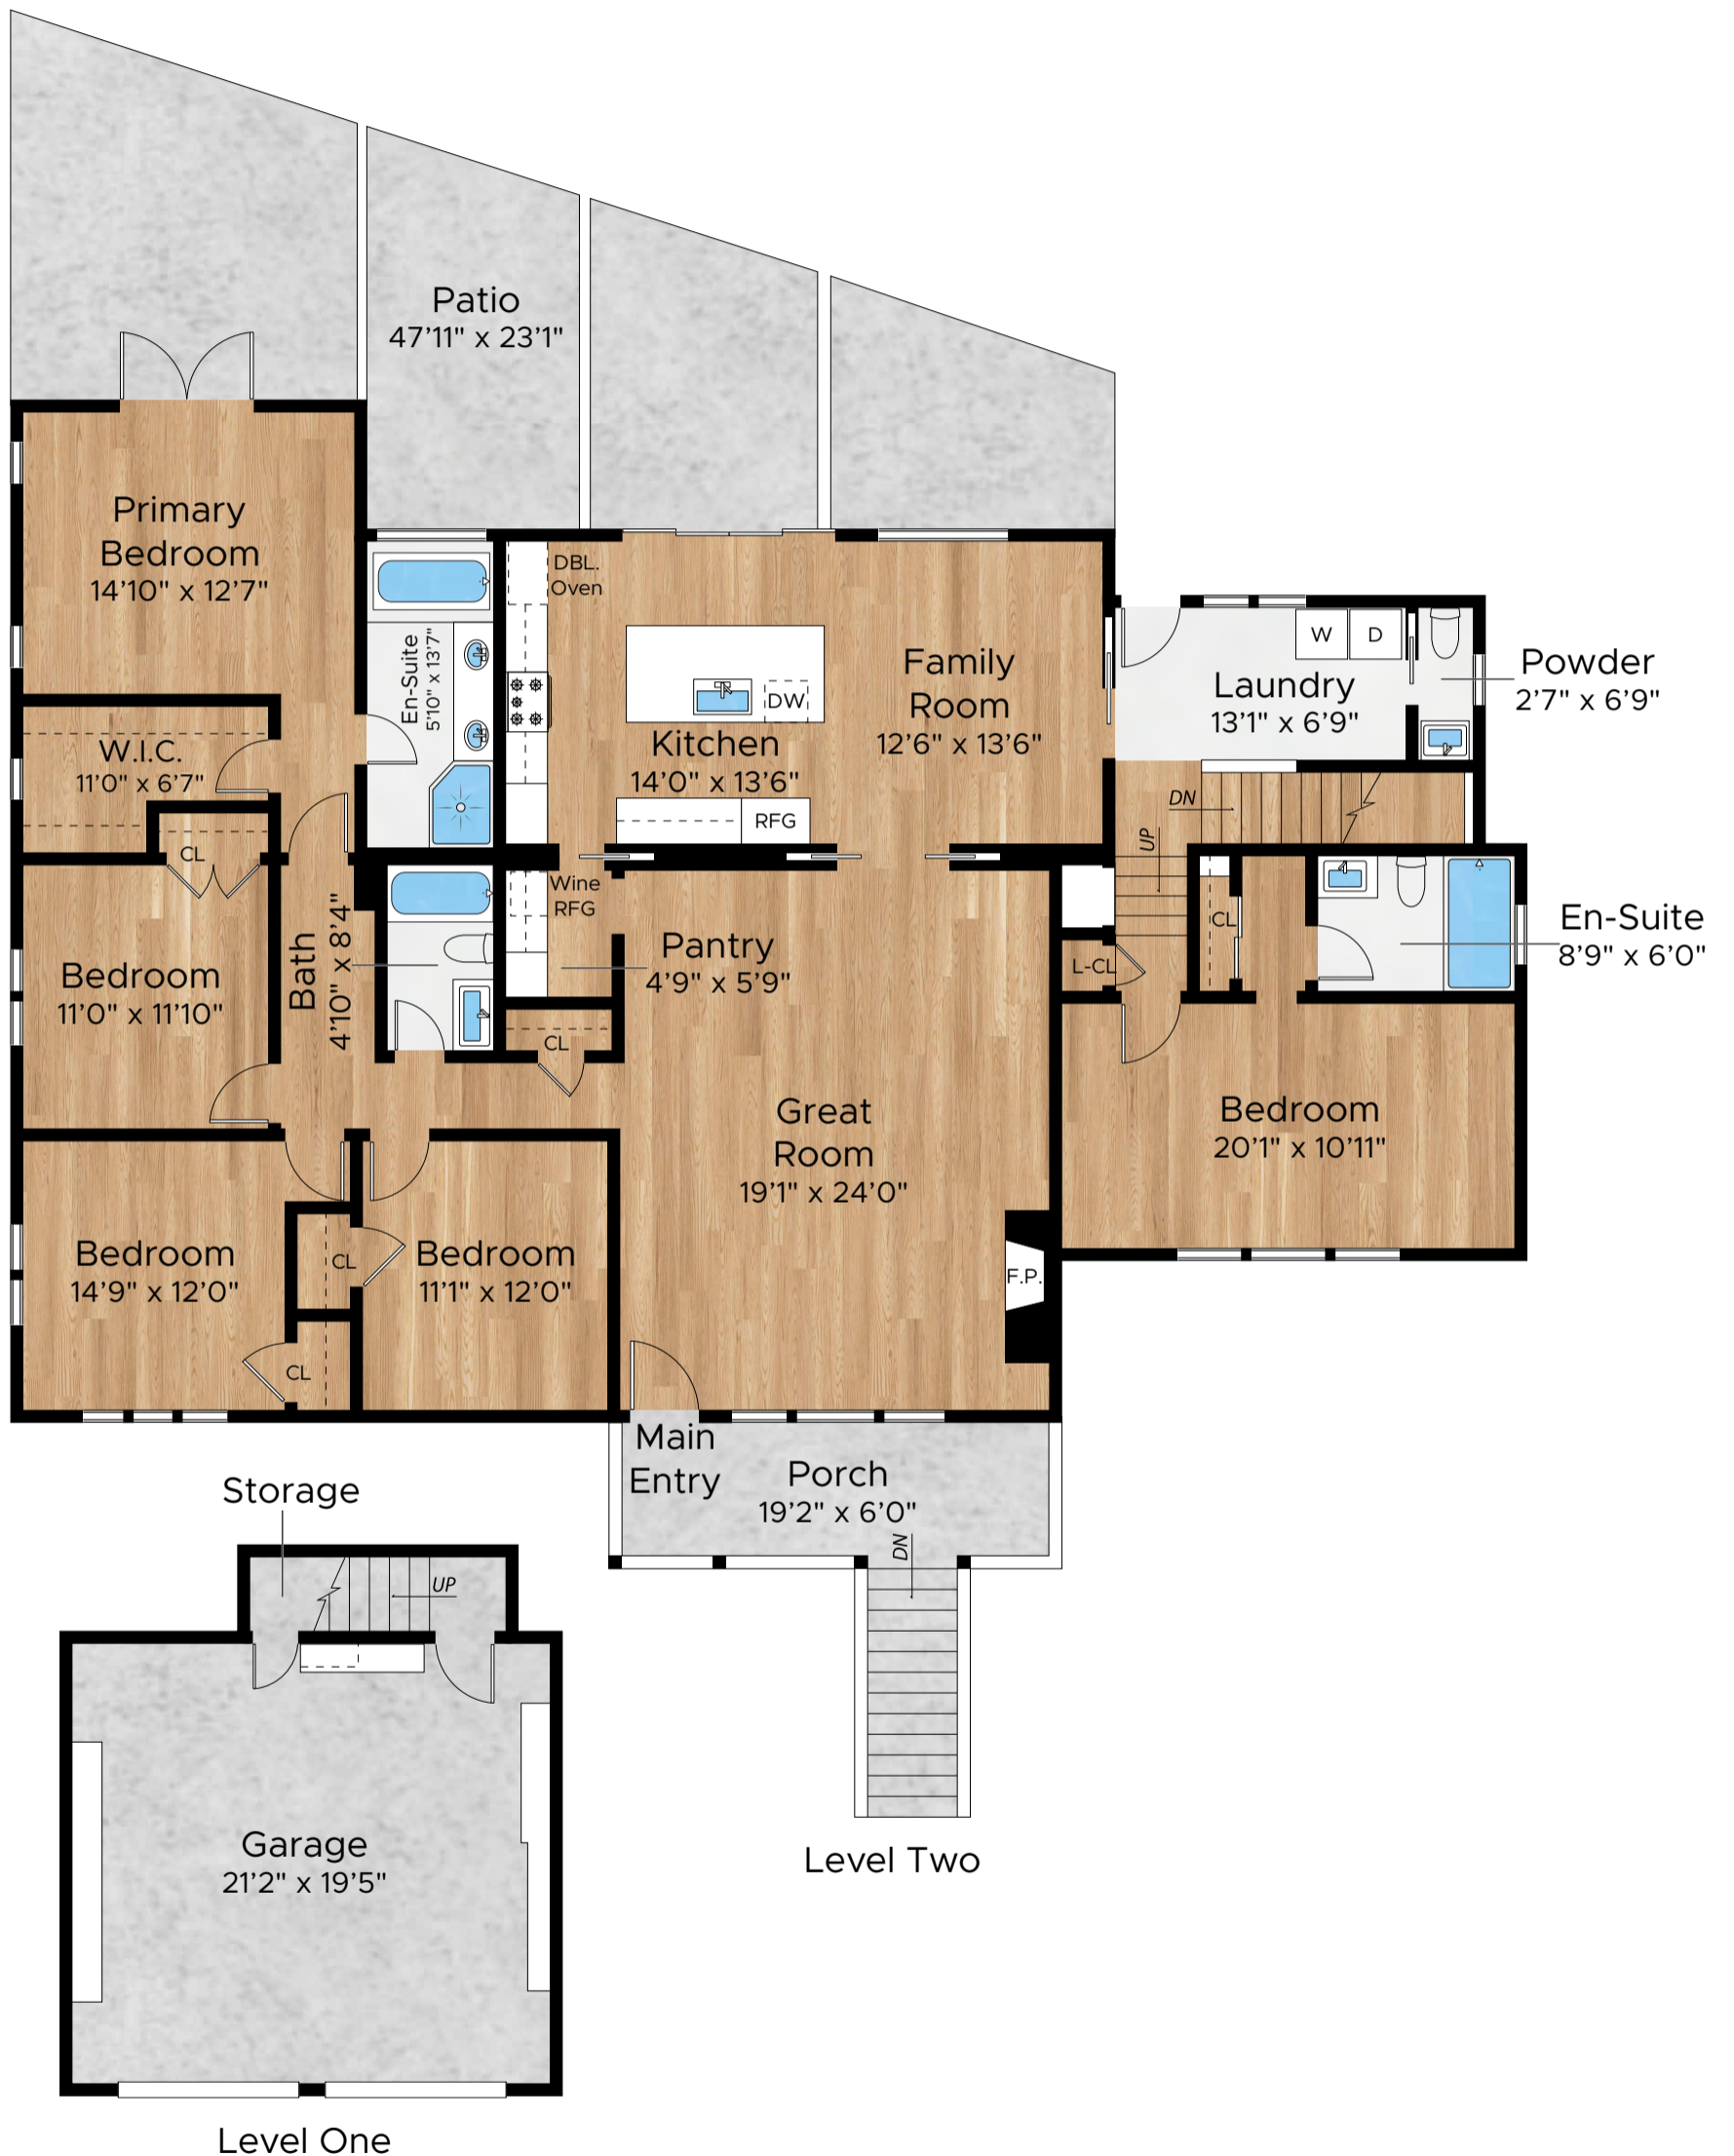 Patio
47'11" x 23'1"
Primary
Bedroom
14'10" x 12'7"
DBL.
Oven
En-Suite
5'10" x 13'7"
W
D
DW
Kitchen
14'0" x 13'6"
RFG
Family
Room
12'6" x 13'6"
Laundry
13'1" x 6'9"
Powder
2'7" x 6'9"
W.I.C.
11'0" x 6'7"
CL
DN
UP
Wine
RFG
Pantry
4'9" x 5'9"
Bath
4'10" x 8'4"
Bedroom
11'0" x 11'10"
CL
L-CL
CL
En-Suite
8'9" x 6'0"
Great
Room
19'1" x 24'0"
Bedroom
20'1" x 10'11"
Bedroom
14'9" x 12'0"
CL
CL
Bedroom
11'1" x 12'0"
F.P.
Main
Entry
Porch
19'2" x 6'0"
DN
Level Two
Storage
UP
Garage
21'2" x 19'5"
Level One